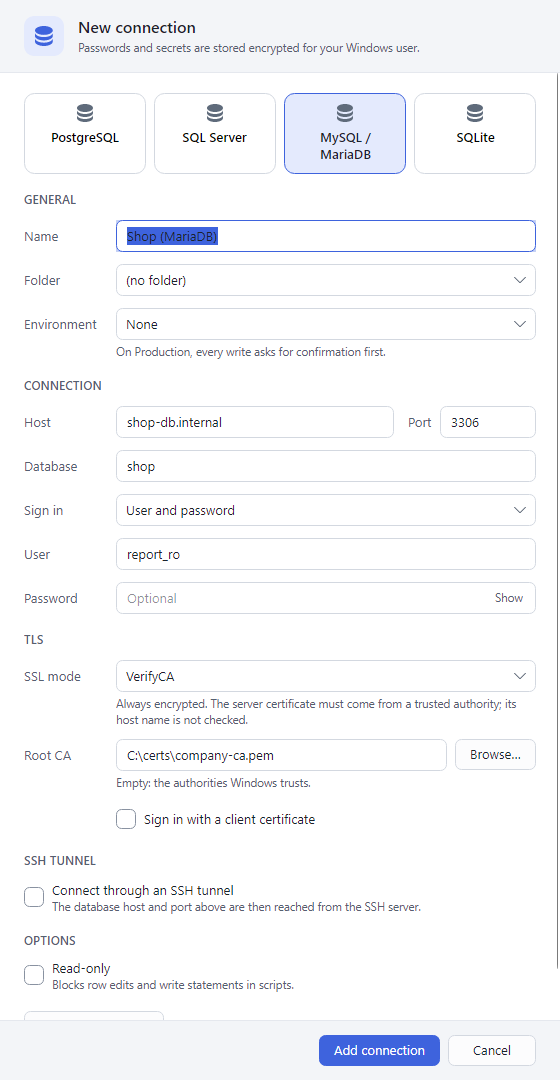 New connection
Passwords and secrets are stored encrypted for your Windows user.
PostgreSQL
SQL Server
MySQL /
MariaDB
SQLite
GENERAL
Name
Shop (MariaDB)
Folder
(no folder)
Environment
None
On Production, every write asks for confirmation first.
CONNECTION
Host
shop-db.internal
Port
3306
Database
shop
Sign in
User and password
User
report_ro
Password
Optional
Show
TLS
SSL mode
VerifyCA
Always encrypted. The server certificate must come from a trusted authority; its
host name is not checked.
Root CA
C:\certs\company-ca.pem
Browse...
Empty: the authorities Windows trusts.
Sign in with a client certificate
SSH TUNNEL
Connect through an SSH tunnel
The database host and port above are then reached from the SSH server.
OPTIONS
Read-only
Blocks row edits and write statements in scripts.
Add connection
Cancel